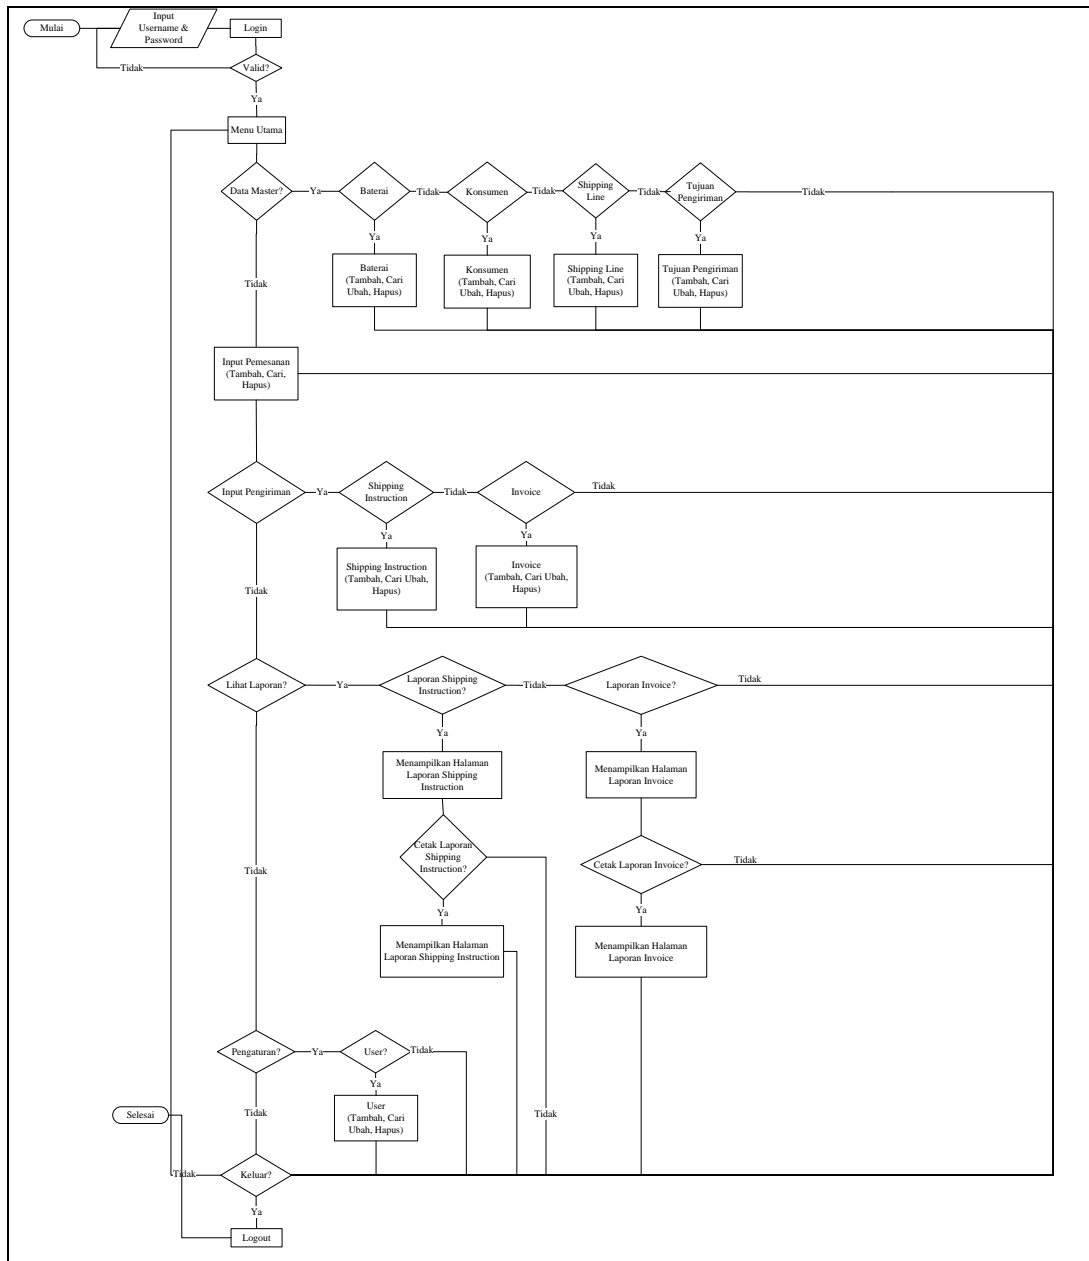 Mulai
Input
Username &
Password
Login
Tidak
Valid?
Ya
Menu Utama
Data Master?
Ya
Baterai
Tidak
Konsumen
Tidak
Shipping
Line
Tidak
Tujuan
Pengiriman
Tidak
Ya
Ya
Ya
Ya
Tidak
Baterai
(Tambah, Cari
Ubah, Hapus)
Konsumen
(Tambah, Cari
Ubah, Hapus)
Shipping Line
(Tambah, Cari
Ubah, Hapus)
Tujuan Pengiriman
(Tambah, Cari
Ubah, Hapus)
Input Pemesanan
(Tambah, Cari,
Hapus)
Input Pengiriman
Ya
Shipping
Instruction
Tidak
Invoice
Tidak
Ya
Ya
Tidak
Shipping Instruction
(Tambah, Cari Ubah,
Hapus)
Invoice
(Tambah, Cari Ubah,
Hapus)
Lihat Laporan?
Ya
Laporan Shipping
Instruction?
Tidak
Laporan Invoice?
Tidak
Ya
Ya
Menampilkan Halaman
Laporan Shipping
Instruction
Menampilkan Halaman
Laporan Invoice
Tidak
Cetak Laporan
Shipping
Instruction?
Cetak Laporan Invoice?
Tidak
Ya
Ya
Menampilkan Halaman
Laporan Shipping Instruction
Menampilkan Halaman
Laporan Invoice
Pengaturan?
Ya
User?
Tidak
Ya
Selesai
Tidak
User
(Tambah, Cari
Ubah, Hapus)
Tidak
Tidak
Keluar?
Ya
Logout